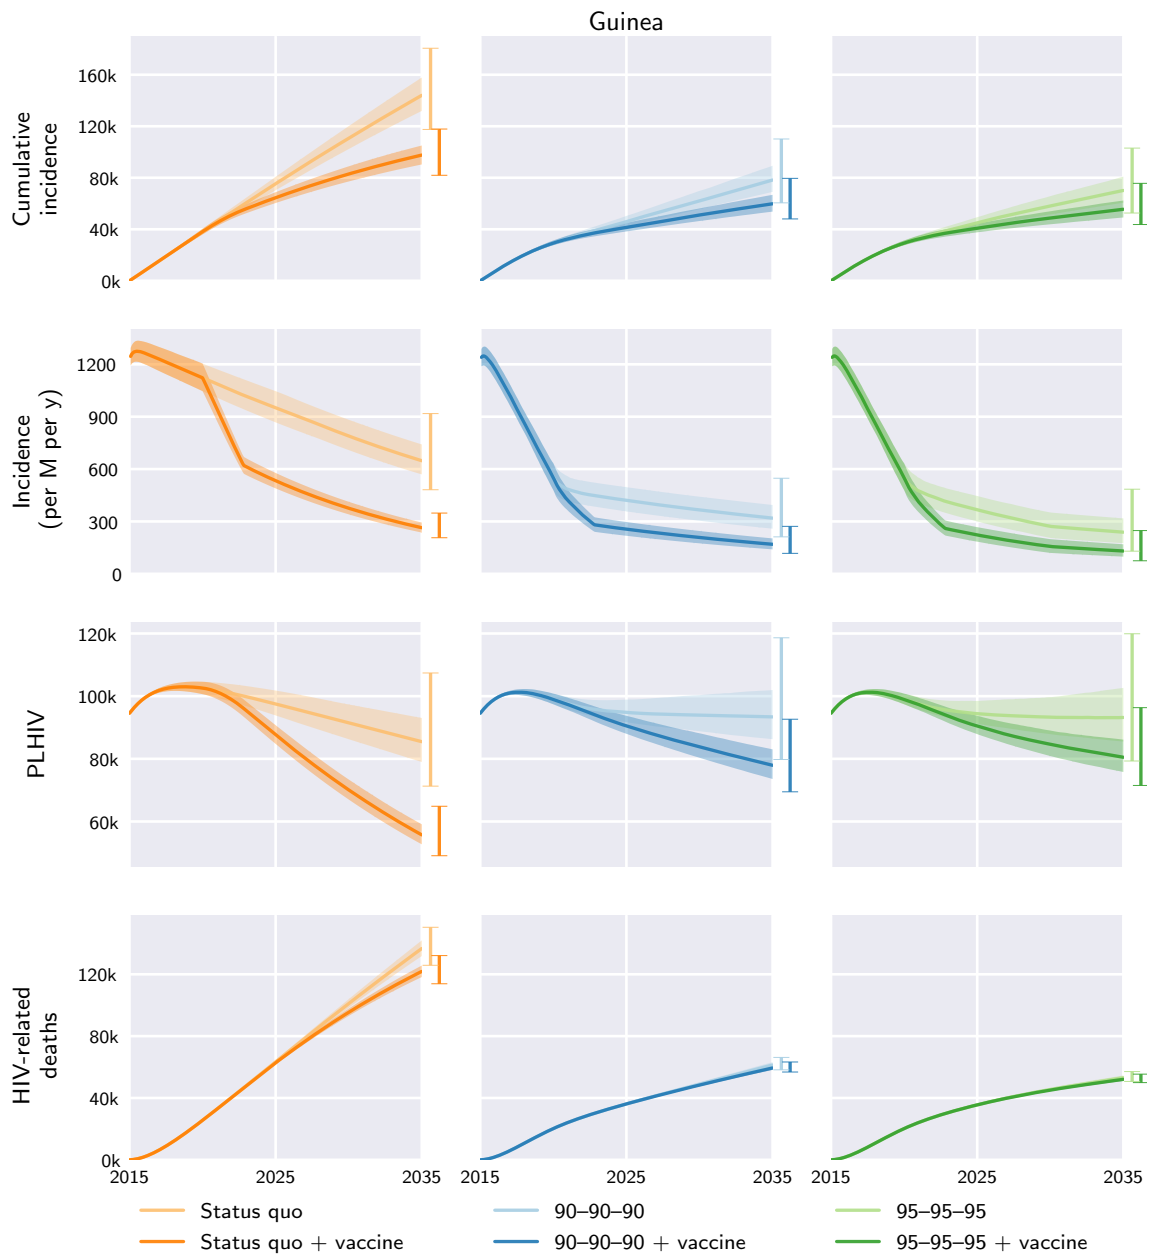 Guinea
Cumulative
incidence
160k
120k
80k
40k
0k
Incidence
(per M per y)
1200
900
600
300
0
PLHIV
120k
100k
80k
60k
HIV-related
deaths
120k
80k
40k
0k
2015 2025 2035 2015 2025 2035 2015 2025 2035
Status quo 90–90–90 95–95–95
Status quo + vaccine 90–90–90 + vaccine 95–95–95 + vaccine